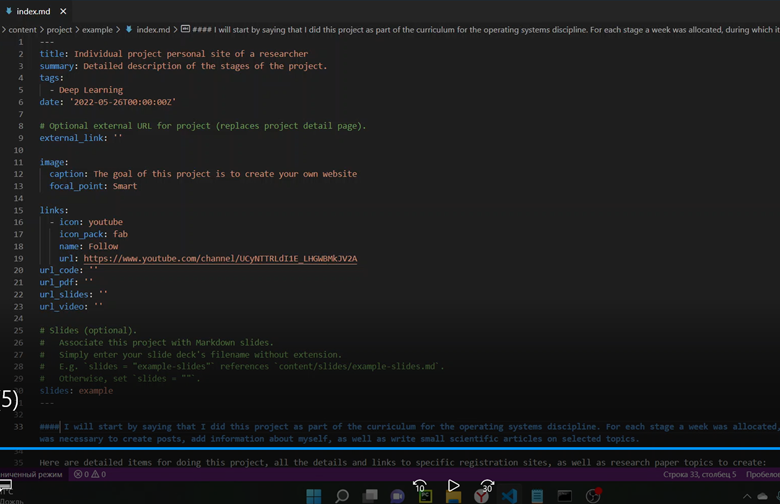 index.md
content > project > example > index.md > #### I will start by saying that I did this project as part of the curriculum for the operating systems discipline. For each stage a week was allocated, during which it
1 ---
2 title: Individual project personal site of a researcher
3 summary: Detailed description of the stages of the project.
4 tags:
5 - Deep Learning
6 date: '2022-05-26T00:00:00Z'
7
8 # Optional external URL for project (replaces project detail page).
9 external_link: ''
10
11 image:
12 caption: The goal of this project is to create your own website
13 focal_point: Smart
14
15 links:
16 - icon: youtube
17 icon_pack: fab
18 name: Follow
19 url: https://www.youtube.com/channel/UCyNTTRLdI1E_LHGWBMkJV2A
20 url_code: ''
21 url_pdf: ''
22 url_slides: ''
23 url_video: ''
24
25 # Slides (optional).
26 # Associate this project with Markdown slides.
27 # Simply enter your slide deck's filename without extension.
28 # E.g. `slides = "example-slides"` references `content/slides/example-slides.md`.
29 # Otherwise, set `slides = ""`.
30 slides: example
5)
---
33 #### I will start by saying that I did this project as part of the curriculum for the operating systems discipline. For each stage a week was allocated,
was necessary to create posts, add information about myself, as well as write small scientific articles on selected topics.
35 Here are detailed items for doing this project, all the details and links to specific registration sites, as well as research paper topics to create:
ниченный режим 0 0 Строка 33, столбец 5 Пробелов
10 30
Дождь